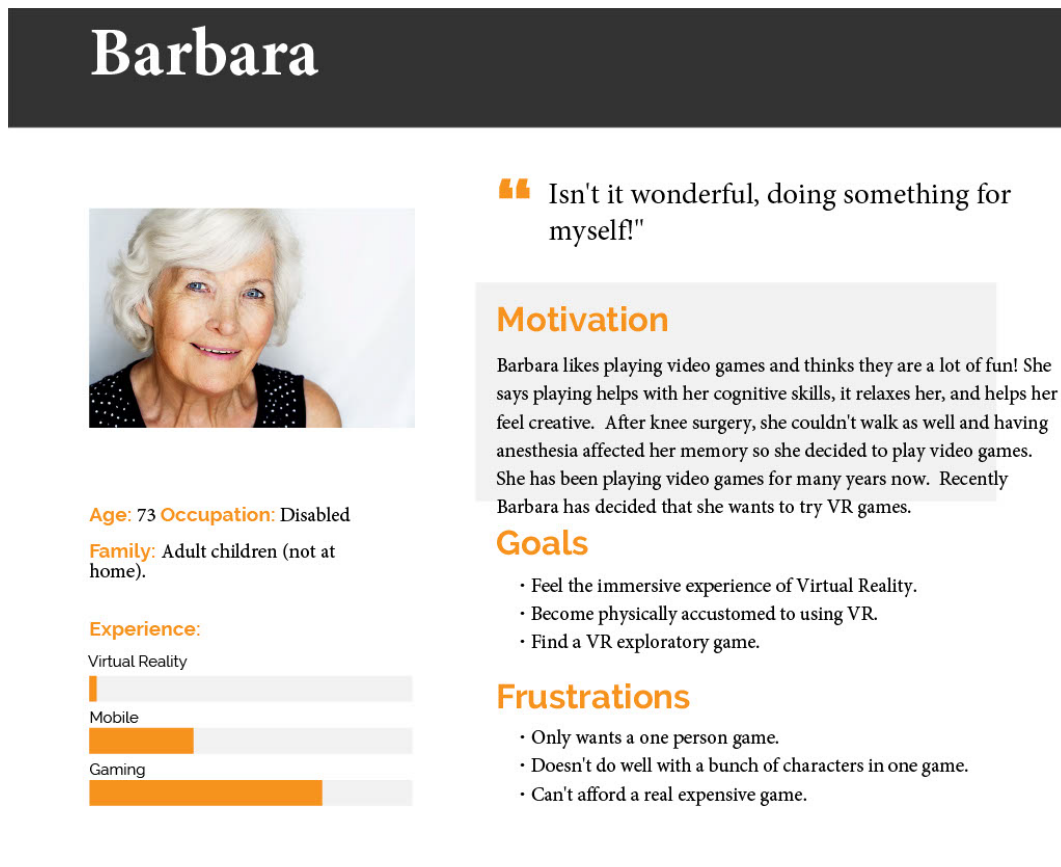 Barbara
Isn't it wonderful, doing something for
myself!"
Motivation
Barbara likes playing video games and thinks they are a lot of fun! She
says playing helps with her cognitive skills, it relaxes her, and helps her
feel creative.  After knee surgery, she couldn't walk as well and having
anesthesia affected her memory so she decided to play video games.
She has been playing video games for many years now.  Recently
Barbara has decided that she wants to try VR games.
Age: 73 Occupation: Disabled
Family: Adult children (not at
home).
Experience:
Virtual Reality
Mobile
Gaming
Goals
· Feel the immersive experience of Virtual Reality.
· Become physically accustomed to using VR.
· Find a VR exploratory game.
Frustrations
· Only wants a one person game.
· Doesn't do well with a bunch of characters in one game.
· Can't afford a real expensive game.